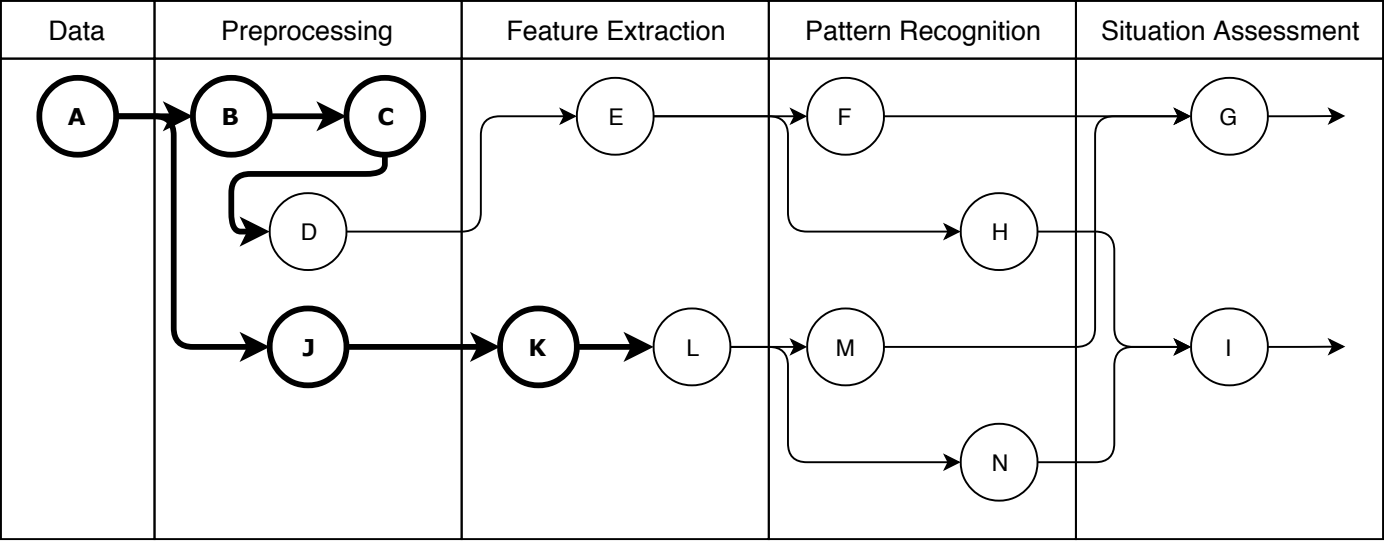 Data Preprocessing Feature Extraction Pattern Recognition Situation Assessment
A B C E F G
D H
J K L M I
N